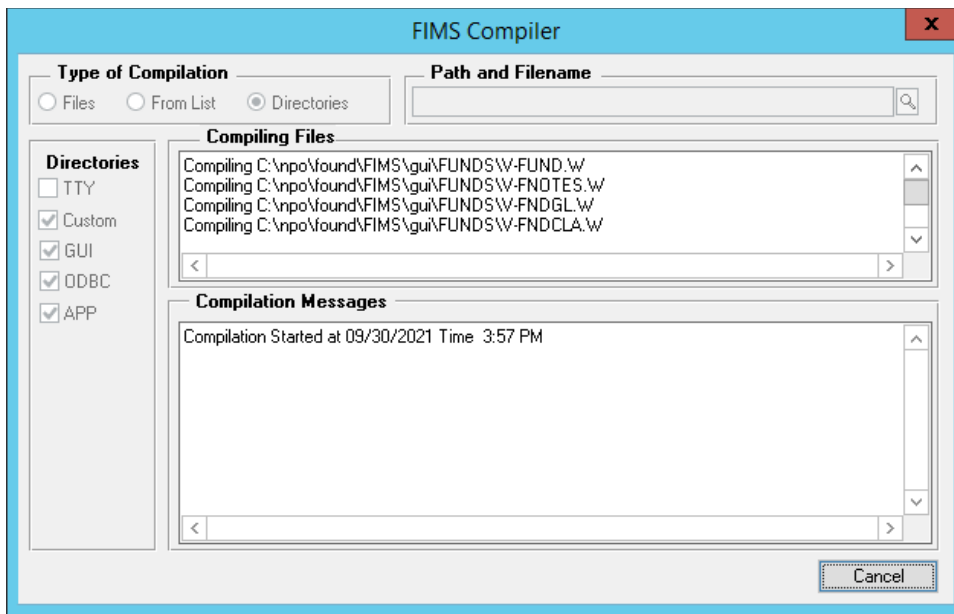 FIMS Compiler
x
Type of Compilation
Files From List Directories
Path and Filename
Directories
TTY
Custom
GUI
ODBC
APP
Compiling Files
Compiling C:\npo\found\FIMS\gui\FUNDS\V-FUND.W
Compiling C:\npo\found\FIMS\gui\FUNDS\V-FNOTES.W
Compiling C:\npo\found\FIMS\gui\FUNDS\V-FNDGL.W
Compiling C:\npo\found\FIMS\gui\FUNDS\V-FNDCLA.W
Compilation Messages
Compilation Started at 09/30/2021 Time  3:57 PM
Cancel